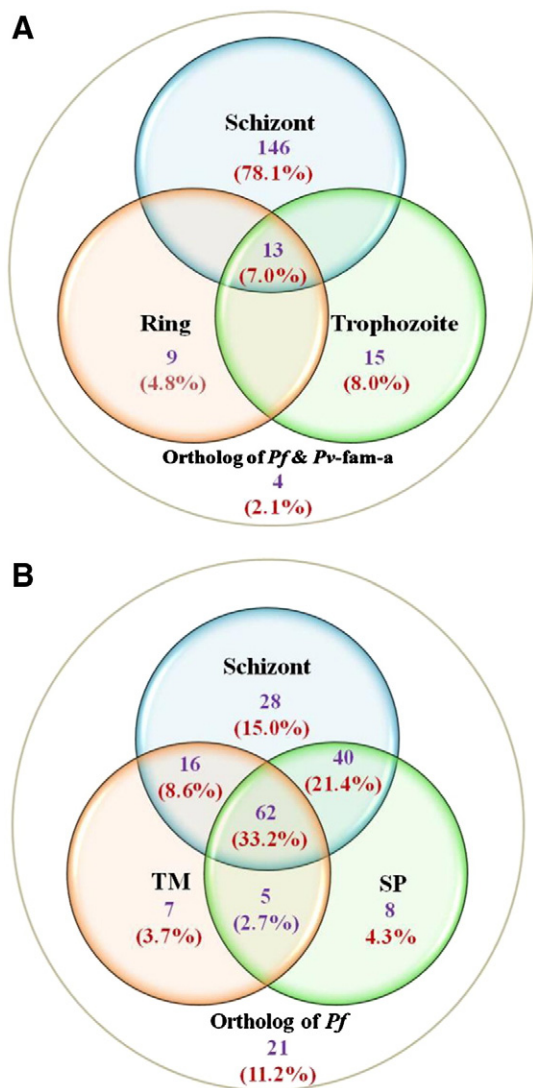 A
Schizont
146
(78.1%)
13
(7.0%)
Ring
9
(4.8%)
Trophozoite
15
(8.0%)
Ortholog of Pf & Pv-fam-a
4
(2.1%)
B
Schizont
28
(15.0%)
16
(8.6%)
40
(21.4%)
62
(33.2%)
TM
7
(3.7%)
5
(2.7%)
SP
8
4.3%
Ortholog of Pf
21
(11.2%)